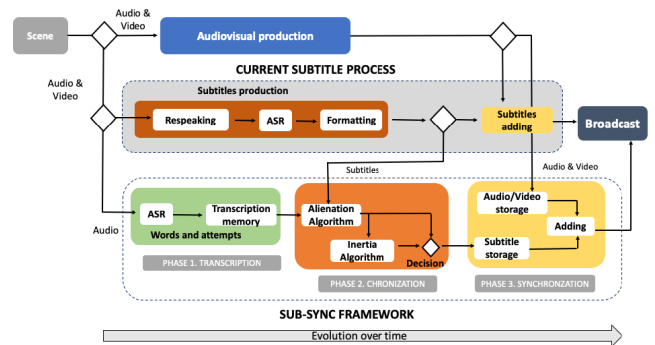 Scene
Audio &
Video
Audiovisual production
Audio &
Video
CURRENT SUBTITLE PROCESS
Subtitles production
Respeaking
ASR
Formatting
Subtitles
adding
Broadcast
Subtitles
Audio & Video
Audio
ASR
Transcription
memory
Words and attempts
Alienation
Algorithm
Inertia
Algorithm
Decision
Audio/Video
storage
Subtitle
storage
Adding
PHASE 1. TRANSCRIPTION
PHASE 2. CHRONIZATION
PHASE 3. SYNCHRONZATION
SUB-SYNC FRAMEWORK
Evolution over time